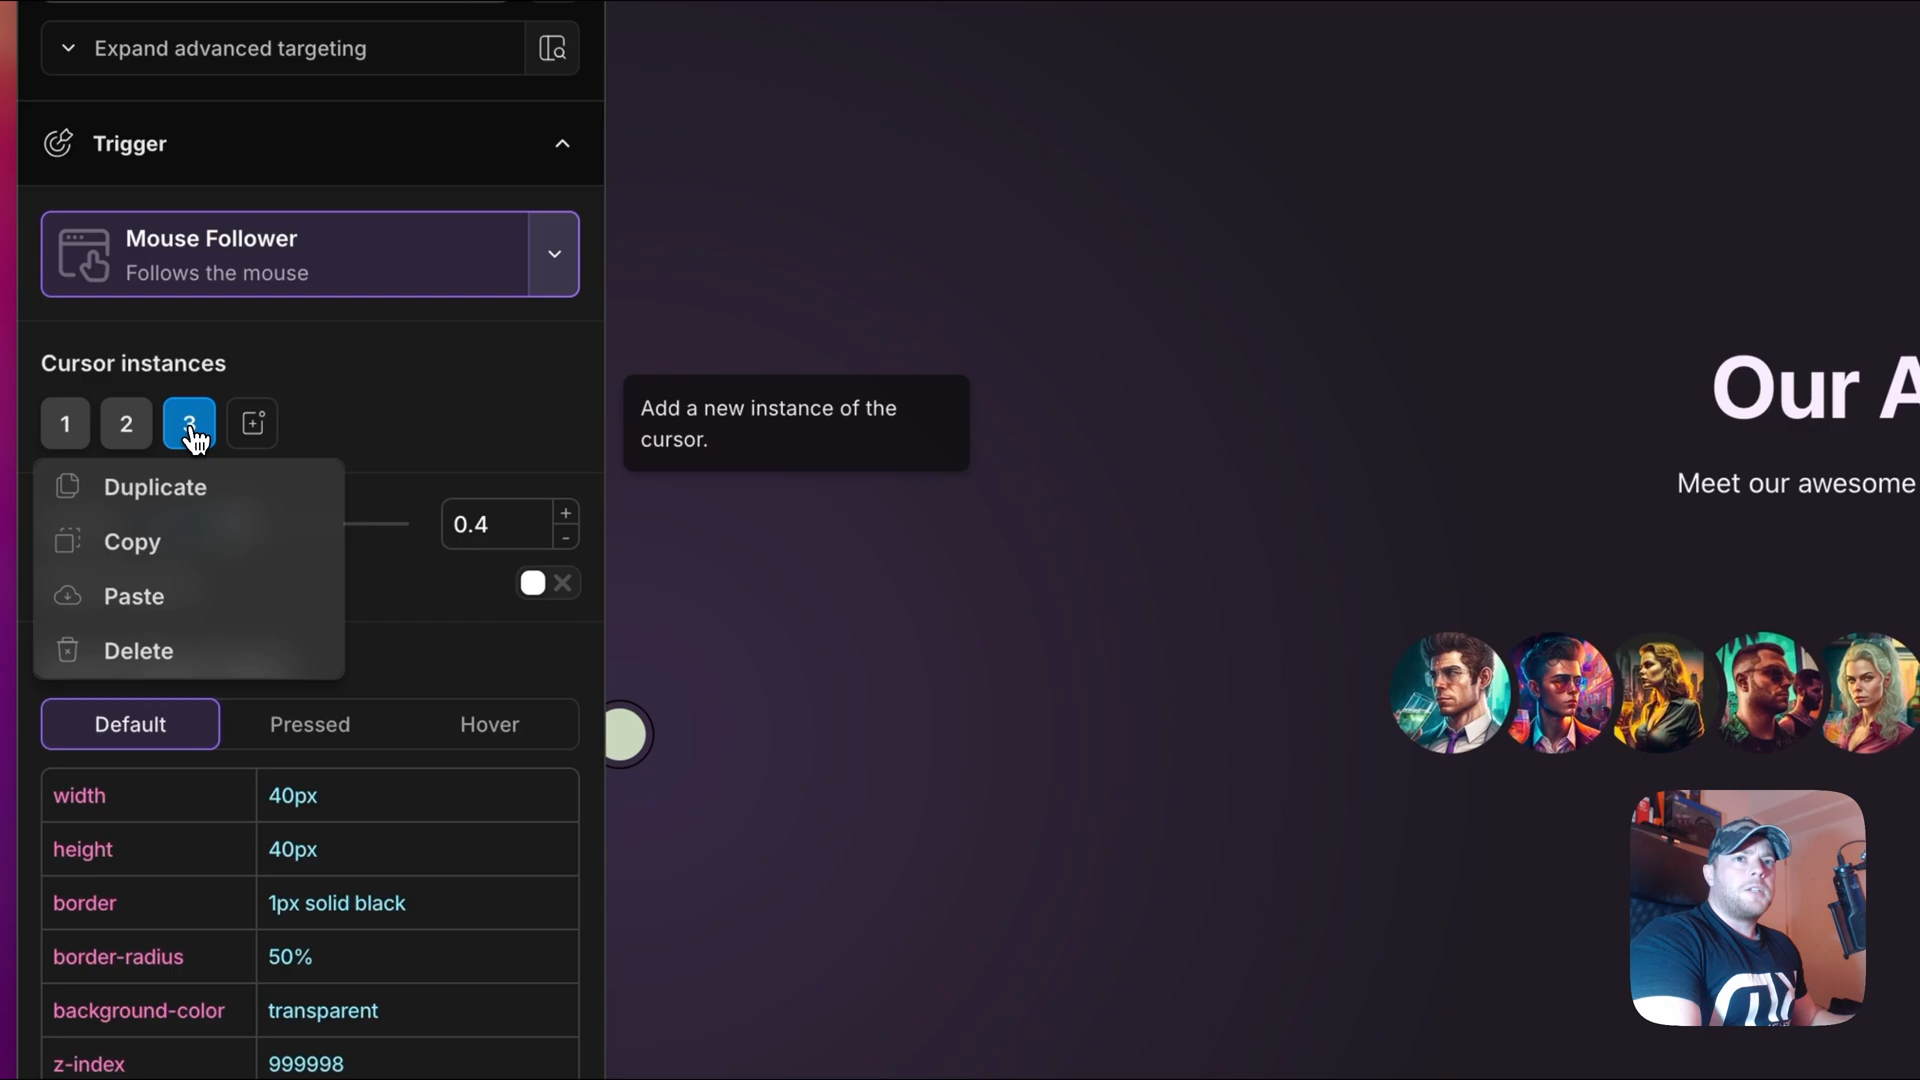 Expand advanced targeting
Trigger
Mouse Follower
Follows the mouse
Cursor instances
1 2 3
Add a new instance of the
cursor.
Duplicate
Copy
Paste
Delete
0.4
+
-
Default Pressed Hover
width 40px
height 40px
border 1px solid black
border-radius 50%
background-color transparent
z-index 999998
Our A
Meet our awesome